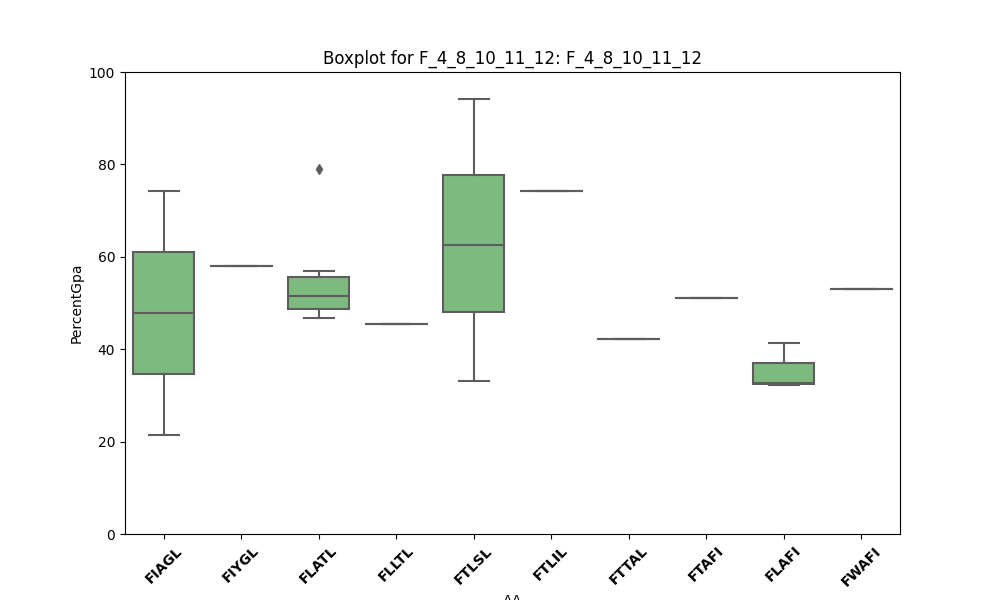 Boxplot for F_4_8_10_11_12: F_4_8_10_11_12
100
80
60
40
20
0
PercentGpa
FIAGL
FIYGL
FLATL
FLLTL
FTLSL
FTLIL
FTTAL
FTAFI
FLAFI
FWAFI
AA